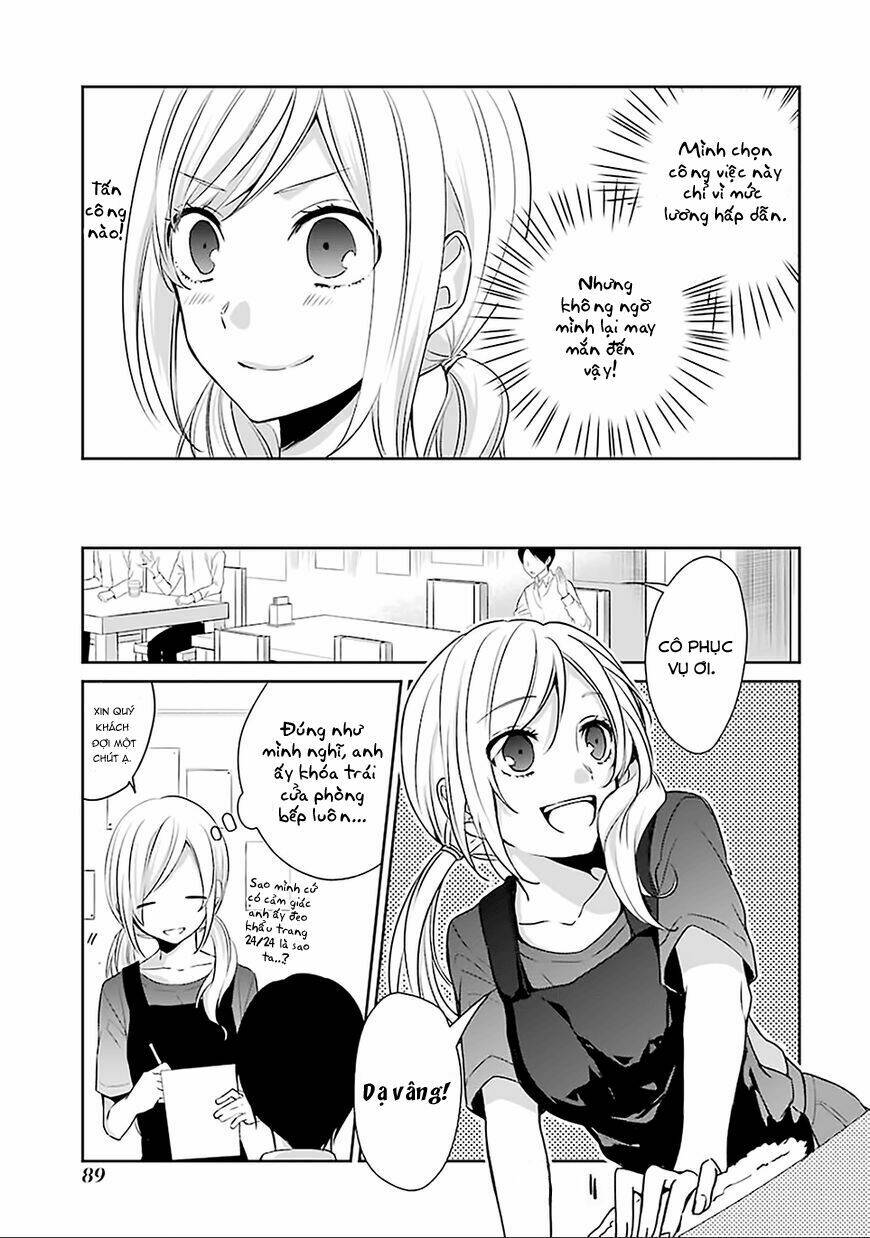 Mình chọn
công việc này
chỉ vì mức
lương hấp dẫn.
Nhưng
không ngờ
mình lại may
mắn đến
vậy!
Tấn
công
nào!
CÔ PHỤC
VỤ ƠI.
Dạ vâng!
Đúng như
mình nghĩ, anh
ấy khóa trái
cửa phòng
bếp luôn...
Sao mình cứ
có cảm giác
anh ấy đeo
khẩu trang
24/24 là sao
ta...?
XIN QUÝ
KHÁCH
ĐỢI MỘT
CHÚT Ạ.
89